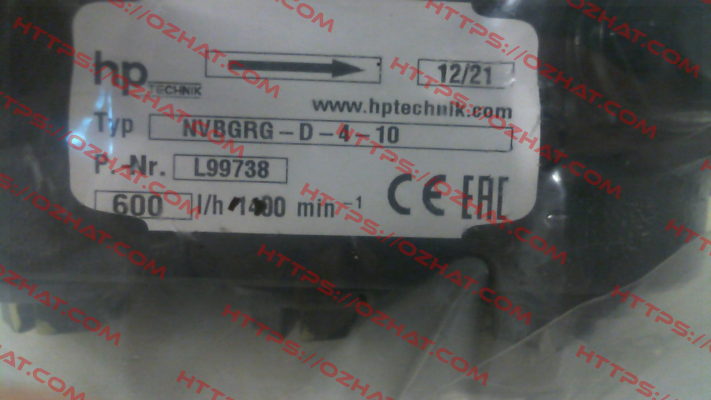 hp TECHNIK 12/21
www.hptechnik.com
Typ NVBGRG-D-4-10
P. Nr. L99738
600 l/h 1400 min⁻¹ CE EAC
HTTPS://OZHAT.COM